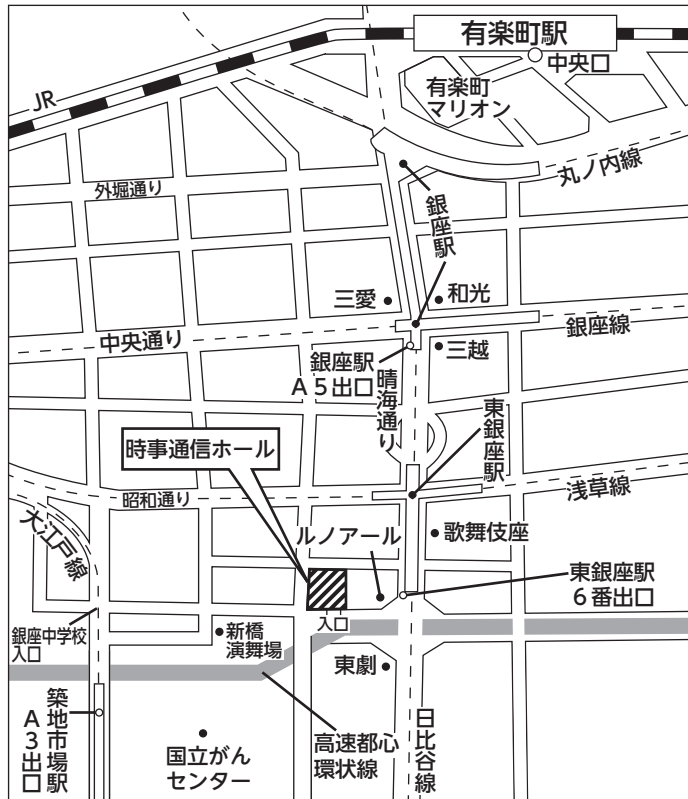 有楽町駅
中央口
JR
有楽町
マリオン
丸ノ内線
外堀通り
銀座駅
三愛
和光
中央通り
銀座線
銀座駅
A5出口
三越
晴海通り
東銀座駅
時事通信ホール
昭和通り
浅草線
大江戸線
ルノアール
歌舞伎座
東銀座駅
6番出口
入口
銀座中学校
入口
新橋
演舞場
東劇
築地市場駅
A3出口
国立がん
センター
高速都心
環状線
日比谷線